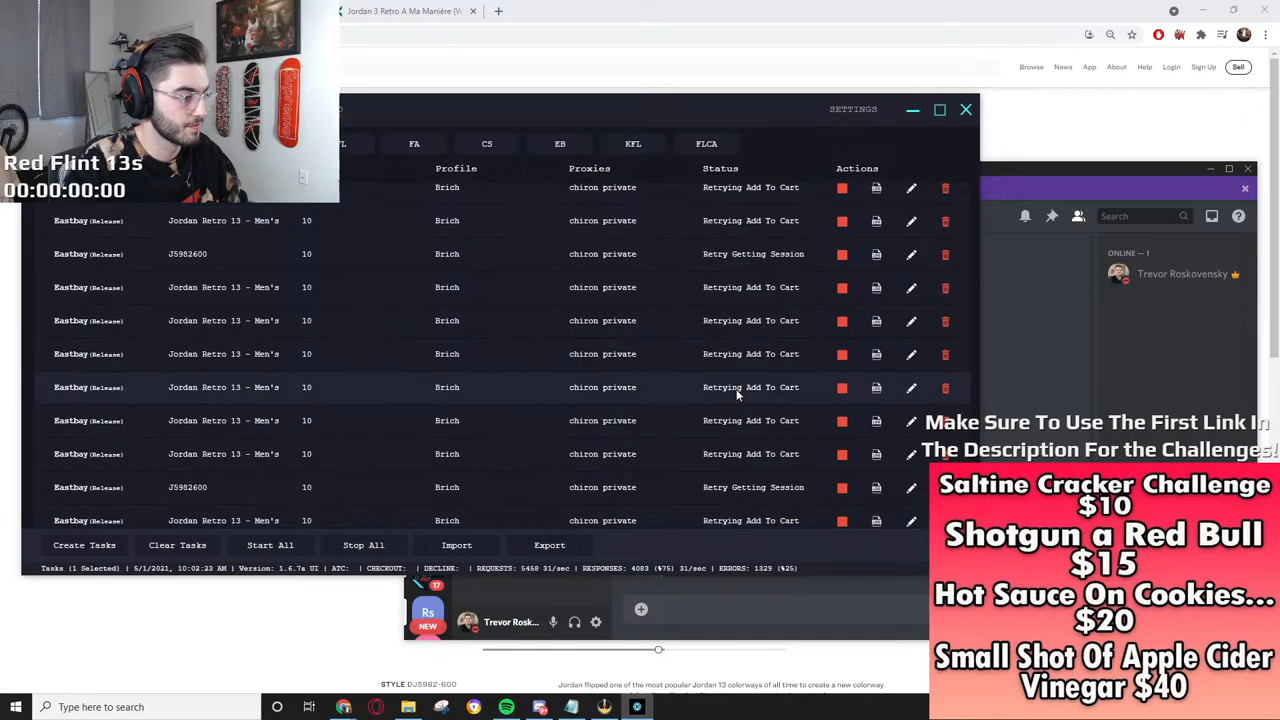 Jordan 3 Retro A Ma Maniére (W
Browse News App About Help Login Sign Up Sell
SETTINGS
FL FA CS EB KFL FLCA
Profile Proxies Status Actions
Brich chiron private Retrying Add To Cart
Eastbay(Release) Jordan Retro 13 - Men's 10 Brich chiron private Retrying Add To Cart
Eastbay(Release) J5982600 10 Brich chiron private Retry Getting Session
Eastbay(Release) Jordan Retro 13 - Men's 10 Brich chiron private Retrying Add To Cart
Eastbay(Release) Jordan Retro 13 - Men's 10 Brich chiron private Retrying Add To Cart
Eastbay(Release) Jordan Retro 13 - Men's 10 Brich chiron private Retrying Add To Cart
Eastbay(Release) Jordan Retro 13 - Men's 10 Brich chiron private Retrying Add To Cart
Eastbay(Release) Jordan Retro 13 - Men's 10 Brich chiron private Retrying Add To Cart
Eastbay(Release) Jordan Retro 13 - Men's 10 Brich chiron private Retrying Add To Cart
Eastbay(Release) J5982600 10 Brich chiron private Retry Getting Session
Eastbay(Release) Jordan Retro 13 - Men's 10 Brich chiron private Retrying Add To Cart
Create Tasks Clear Tasks Start All Stop All Import Export
Tasks (1 Selected) | 5/1/2021, 10:02:23 AM | Version: 1.6.7a UI | ATC: | CHECKOUT: | DECLINE: | REQUESTS: 5458 31/sec | RESPONSES: 4083 (%75) 31/sec | ERRORS: 1329 (%25)
Red Flint 13s
00:00:00:00
Supreme
Search
ONLINE — 1
Trevor Roskovensky
Make Sure To Use The First Link In
The Description For the Challenges!
Saltine Cracker Challenge
$10
Shotgun a Red Bull
$15
Hot Sauce On Cookies...
$20
Small Shot Of Apple Cider
Vinegar $40
17
Rs
NEW
Trevor Rosk...
STYLE DJ5982-600
Jordan flipped one of the most popular Jordan 13 colorways of all time to create a new colorway
Type here to search